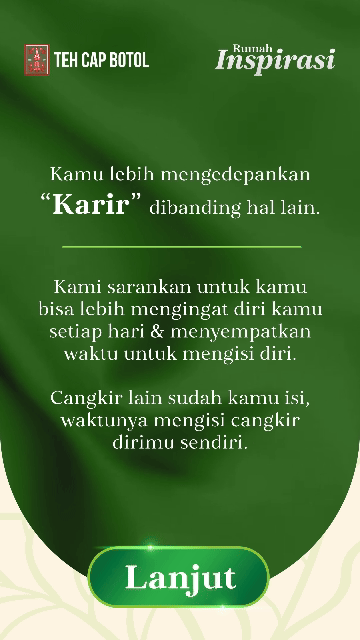 TEH CAP BOTOL
Rumah
Inspirasi
Kamu lebih mengedepankan
“Karir” dibanding hal lain.
Kami sarankan untuk kamu
bisa lebih mengingat diri kamu
setiap hari & menyempatkan
waktu untuk mengisi diri.
Cangkir lain sudah kamu isi,
waktunya mengisi cangkir
dirimu sendiri.
Lanjut